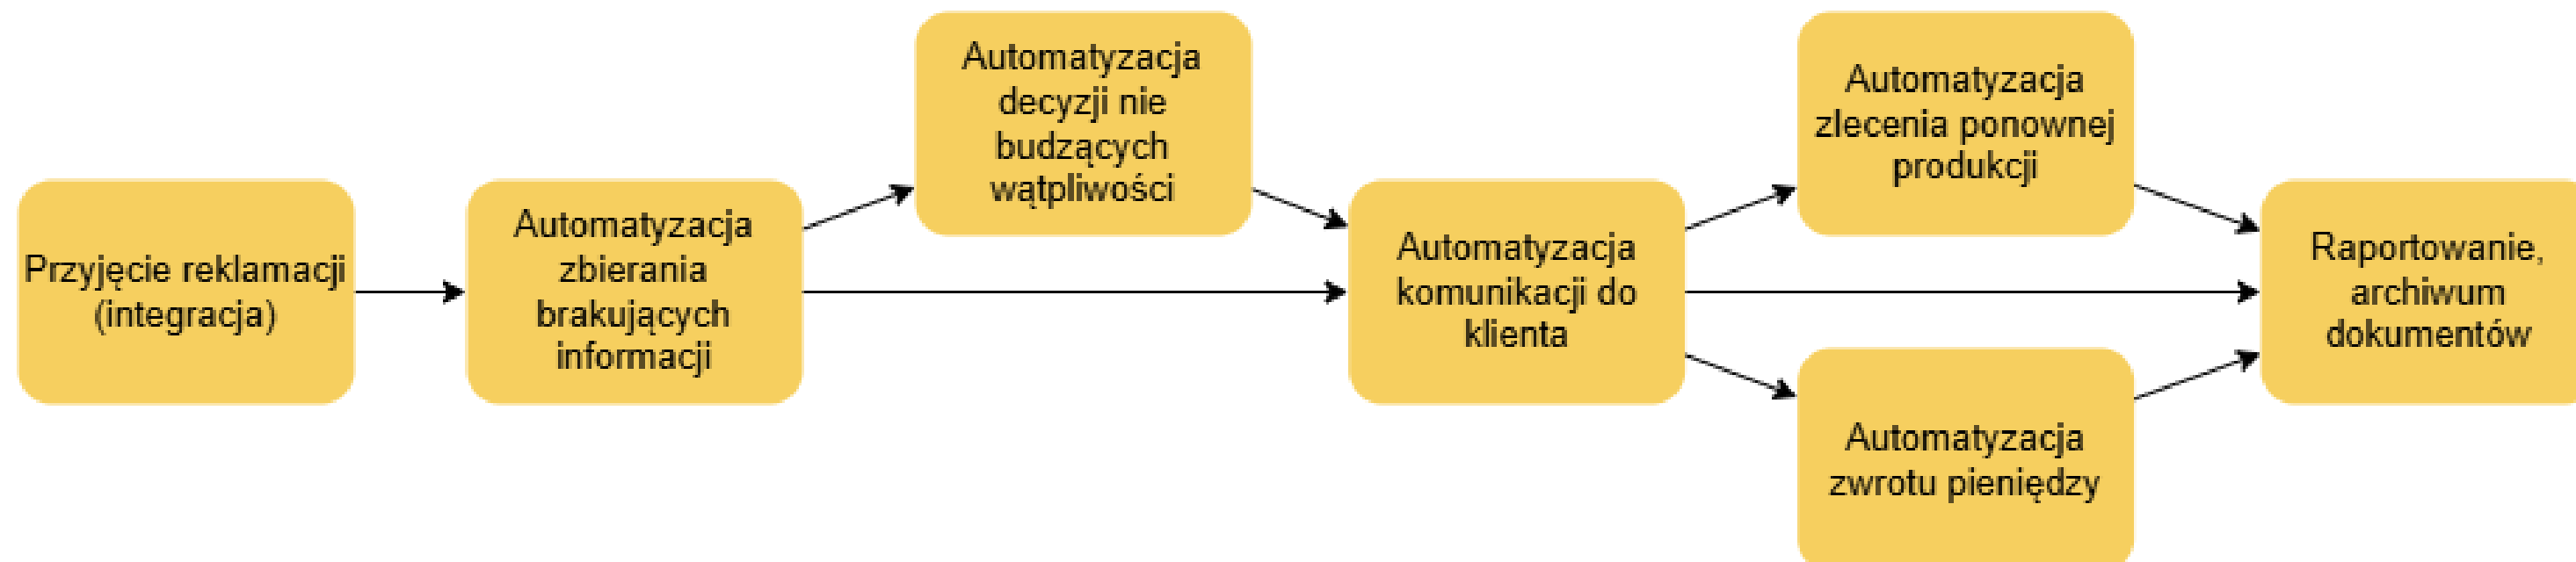 Przyjęcie reklamacji
(integracja)
Automatyzacja
zbierania
brakujących
informacji
Automatyzacja
decyzji nie
budzących
wątpliwości
Automatyzacja
komunikacji do
klienta
Automatyzacja
zlecenia ponownej
produkcji
Automatyzacja
zwrotu pieniędzy
Raportowanie,
archiwum
dokumentów